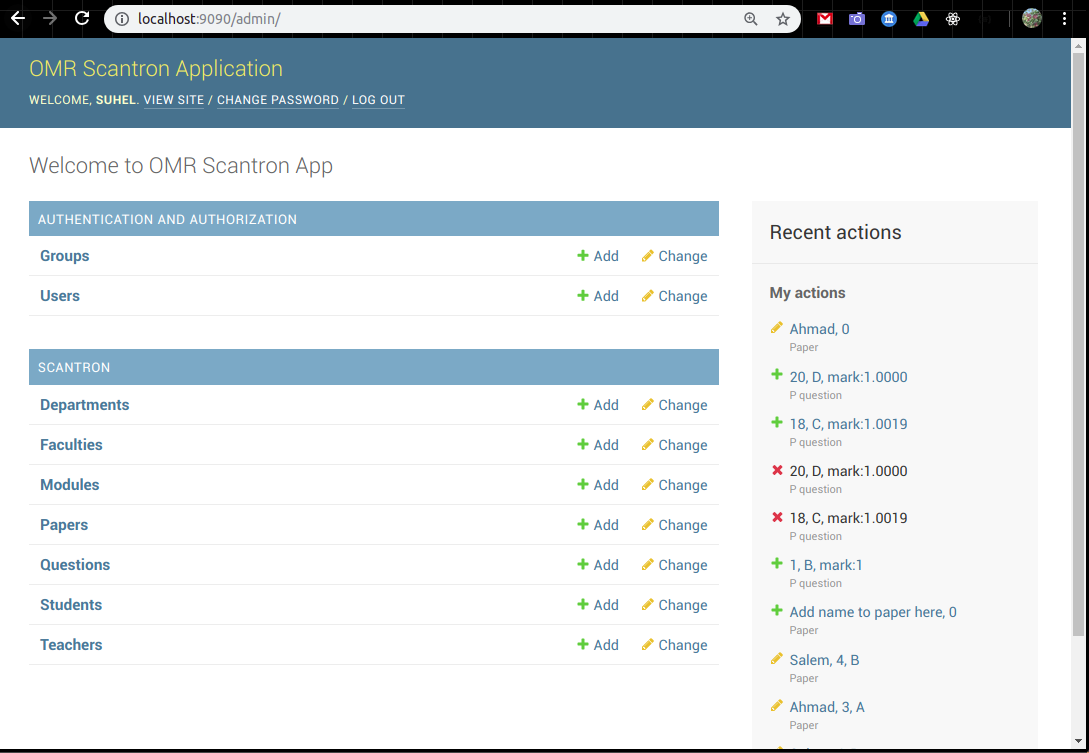 localhost:9090/admin/
OMR Scantron Application
WELCOME, SUHEL. VIEW SITE / CHANGE PASSWORD / LOG OUT
Welcome to OMR Scantron App
AUTHENTICATION AND AUTHORIZATION
Groups Add Change
Users Add Change
SCANTRON
Departments Add Change
Faculties Add Change
Modules Add Change
Papers Add Change
Questions Add Change
Students Add Change
Teachers Add Change
Recent actions
My actions
Ahmad, 0
Paper
20, D, mark:1.0000
P question
18, C, mark:1.0019
P question
20, D, mark:1.0000
P question
18, C, mark:1.0019
P question
1, B, mark:1
P question
Add name to paper here, 0
Paper
Salem, 4, B
Paper
Ahmad, 3, A
Paper